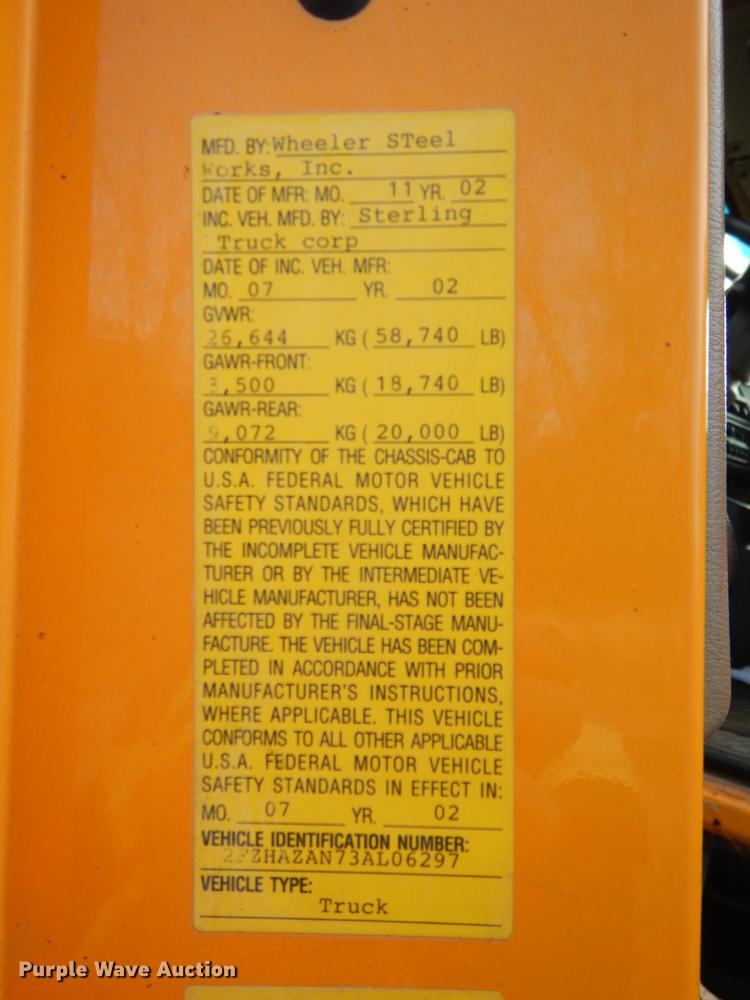 MFD. BY: Wheeler STeel
Works, Inc.
DATE OF MFR: MO. 11 YR. 02
INC. VEH. MFD. BY: Sterling
Truck corp
DATE OF INC. VEH. MFR:
MO. 07 YR. 02
GVWR:
26,644 KG ( 58,740 LB)
GAWR-FRONT:
KG ( 18,740 LB)
GAWR-REAR:
9,072 KG ( 20,000 LB)
CONFORMITY OF THE CHASSIS-CAB TO
U.S.A. FEDERAL MOTOR VEHICLE
SAFETY STANDARDS, WHICH HAVE
BEEN PREVIOUSLY FULLY CERTIFIED BY
THE INCOMPLETE VEHICLE MANUFAC-
TURER OR BY THE INTERMEDIATE VE-
HICLE MANUFACTURER, HAS NOT BEEN
AFFECTED BY THE FINAL-STAGE MANU-
FACTURE. THE VEHICLE HAS BEEN COM-
PLETED IN ACCORDANCE WITH PRIOR
MANUFACTURER'S INSTRUCTIONS,
WHERE APPLICABLE. THIS VEHICLE
CONFORMS TO ALL OTHER APPLICABLE
U.S.A. FEDERAL MOTOR VEHICLE
SAFETY STANDARDS IN EFFECT IN:
MO. 07 YR. 02
VEHICLE IDENTIFICATION NUMBER:
2FZHAZAN73AL06297
VEHICLE TYPE:
Truck
Purple Wave Auction